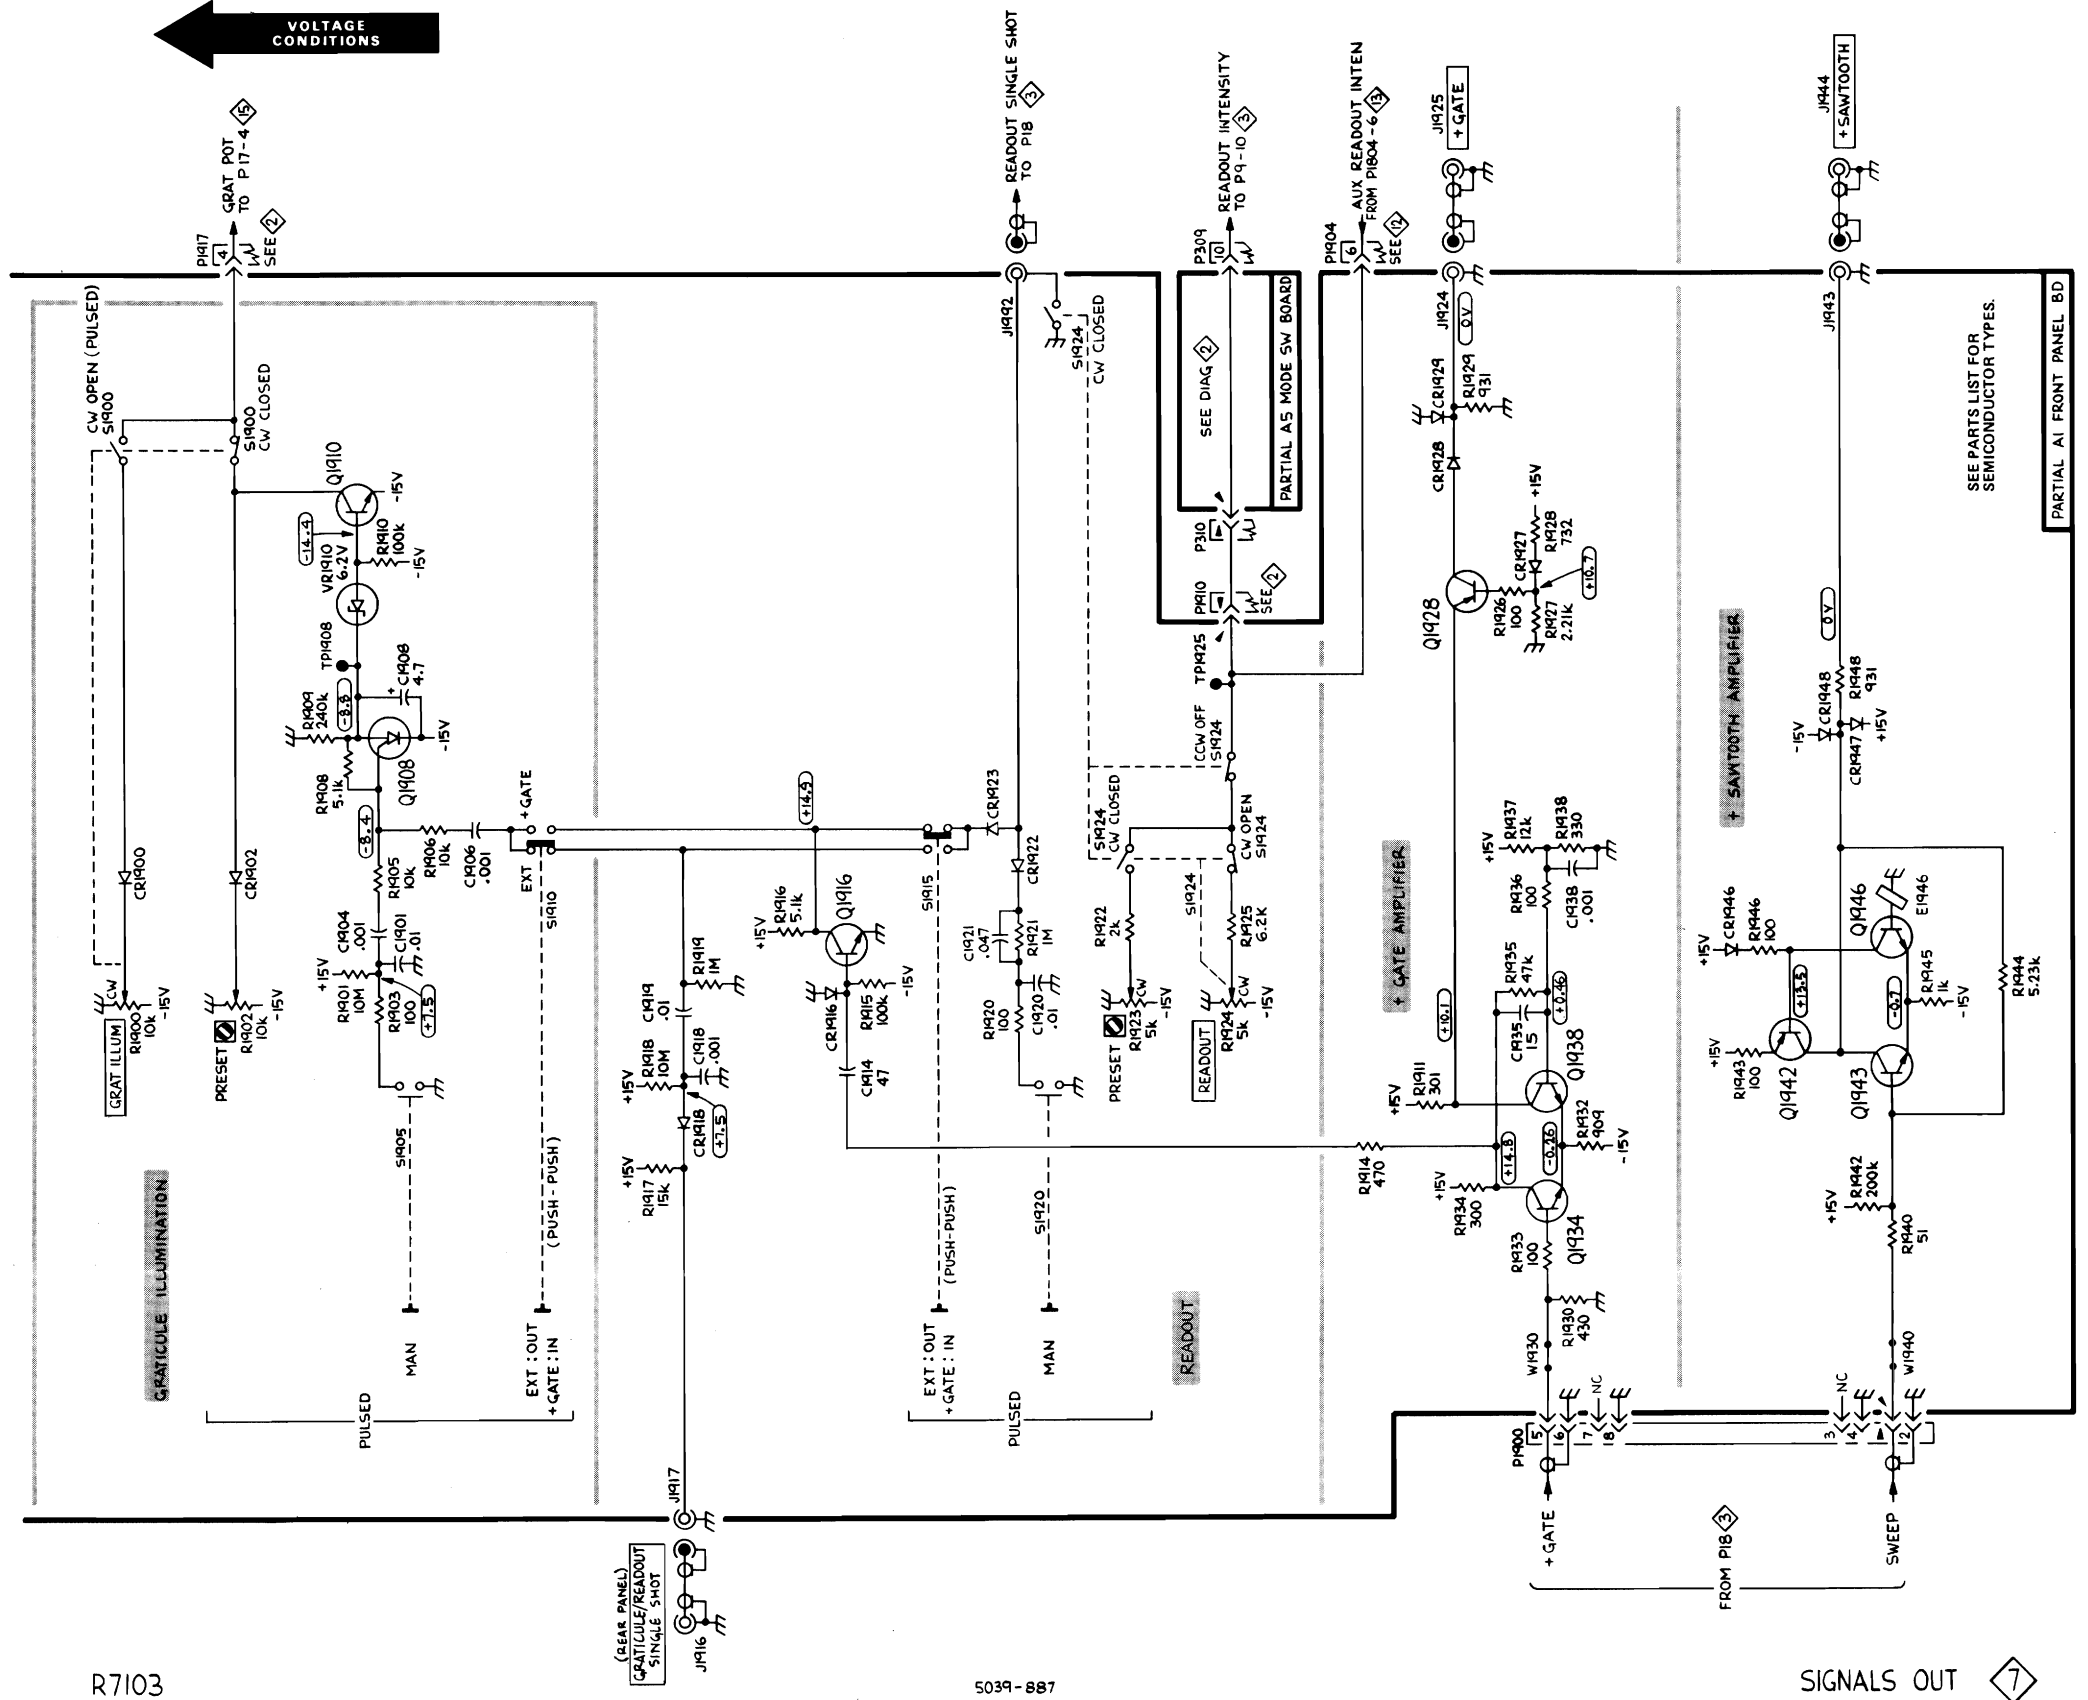 VOLTAGE
CONDITIONS
GRAT POT
TO P17-4 15
P1917
4
SEE 2
CW OPEN (PULSED)
S1900
S1900
CW CLOSED
Q1910
-15V
-14.4
VR1910
6.2V
R1910
100k
-15V
TP1908
C1908
+
4.7
R1909
240k
-8.8
R1908
5.1k
Q1908
-15V
-8.4
CR1900
CR1902
R1905
10k
R1906
10k
C1906
.001
C1904
.001
C1901
.01
+15V
R1901
10M
R1903
100
+7.5
GRAT ILLUM
CW
R1900
10k
-15V
PRESET
R1902
10k
-15V
S1905
MAN
GRATICULE ILLUMINATION
PULSED
EXT
+GATE
S1910
(PUSH-PUSH)
EXT : OUT
+GATE : IN
READOUT SINGLE SHOT
TO P18 3
J1992
S1924
CW CLOSED
+14.9
+15V
R1916
5.1k
Q1916
CR1916
R1915
100k
-15V
C1914
47
R1919
1M
C1919
.01
+15V
R1918
10M
C1918
.001
CR1918
+7.5
+15V
R1917
15k
J1917
(REAR PANEL)
GRATICULE/READOUT
SINGLE SHOT
J1916
S1915
CR1923
CR1922
C1921
.047
R1921
1M
R1920
100
C1920
.01
S1920
(PUSH-PUSH)
EXT : OUT
+GATE : IN
MAN
PULSED
READOUT
READOUT INTENSITY
TO P9-10 3
P309
10
SEE DIAG 2
PARTIAL A5 MODE SW BOARD
P310
P1910
SEE 2
TP1925
CCW OFF
S1924
S1924
CW CLOSED
CW OPEN
S1924
S1924
R1922
2k
R1925
6.2K
PRESET
R1923
5k
CW
-15V
READOUT
R1924
5k
CW
-15V
AUX READOUT INTEN
FROM P1804-6 13
P1904
6
SEE 12
J1925
+GATE
J1924
0V
CR1929
R1929
931
CR1928
Q1928
R1926
100
CR1927
R1928
732
+15V
R1927
2.21k
+10.7
+ GATE AMPLIFIER
+15V
R1937
12k
R1938
330
R1936
100
C1938
.001
R1935
47k
C1935
15
+0.46
+10.1
+15V
R1911
301
Q1938
R1932
909
-15V
-0.26
+14.8
R1914
470
+15V
R1934
300
Q1934
R1933
100
R1930
430
W1930
P1900
5
6
7
8
NC
+GATE
J1944
+SAWTOOTH
J1943
0V
+ SAWTOOTH AMPLIFIER
-15V
CR1948
R1948
931
CR1947
+15V
+15V
CR1946
R1946
100
Q1946
E1946
+13.5
-0.7
R1945
1k
-15V
R1944
5.23k
+15V
R1943
100
Q1942
Q1943
+15V
R1942
200k
R1940
51
W1940
NC
3
4
2
SWEEP
FROM P18 3
SEE PARTS LIST FOR
SEMICONDUCTOR TYPES.
PARTIAL A1 FRONT PANEL BD
R7103
5039-887
SIGNALS OUT 7